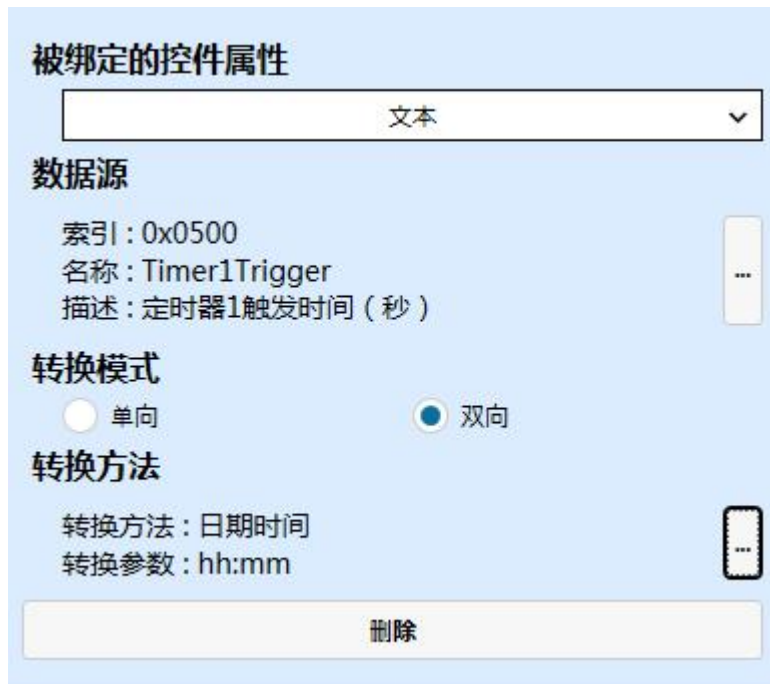 被绑定的控件属性
文本
数据源
索引 : 0x0500
名称 : Timer1Trigger
描述 : 定时器1触发时间（秒）
...
转换模式
单向 双向
转换方法
转换方法 : 日期时间
转换参数 : hh:mm
...
删除